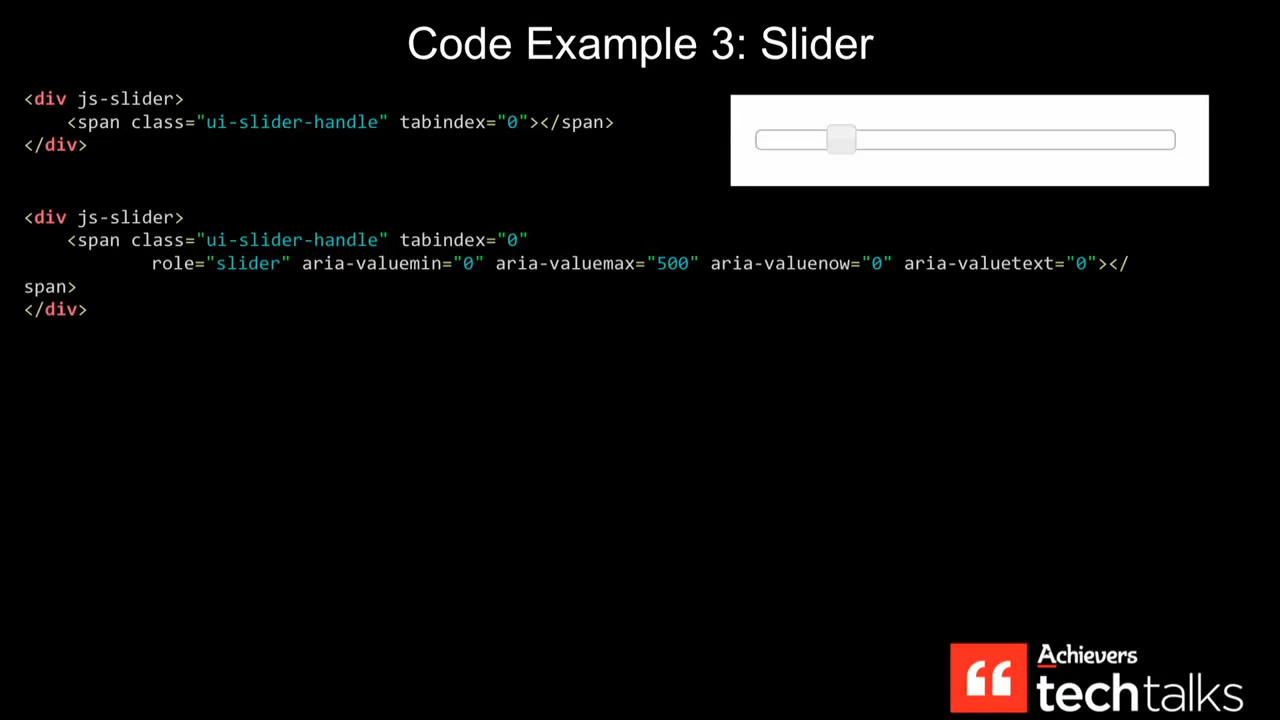 Code Example 3: Slider
<div js-slider>
    <span class="ui-slider-handle" tabindex="0"></span>
</div>
<div js-slider>
    <span class="ui-slider-handle" tabindex="0"
            role="slider" aria-valuemin="0" aria-valuemax="500" aria-valuenow="0" aria-valuetext="0"></
span>
</div>
Achievers
techtalks